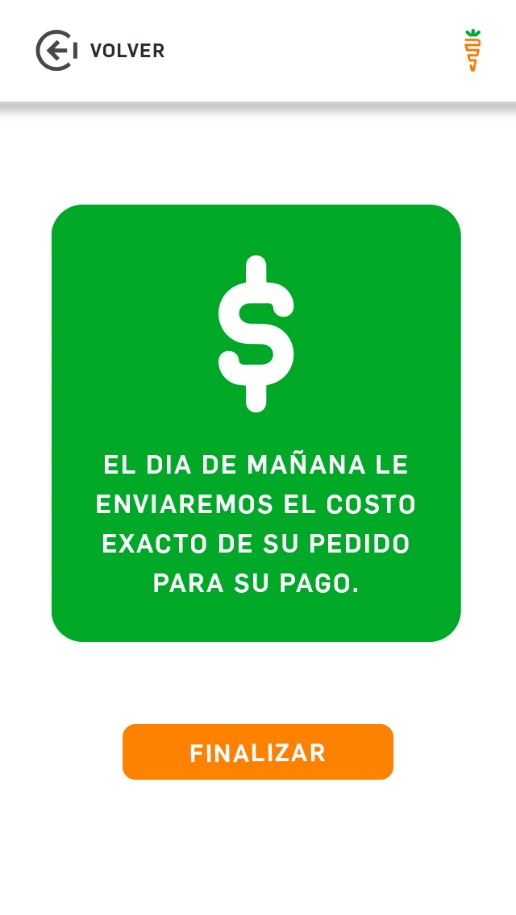 VOLVER
$
EL DIA DE MAÑANA LE
ENVIAREMOS EL COSTO
EXACTO DE SU PEDIDO
PARA SU PAGO.
FINALIZAR